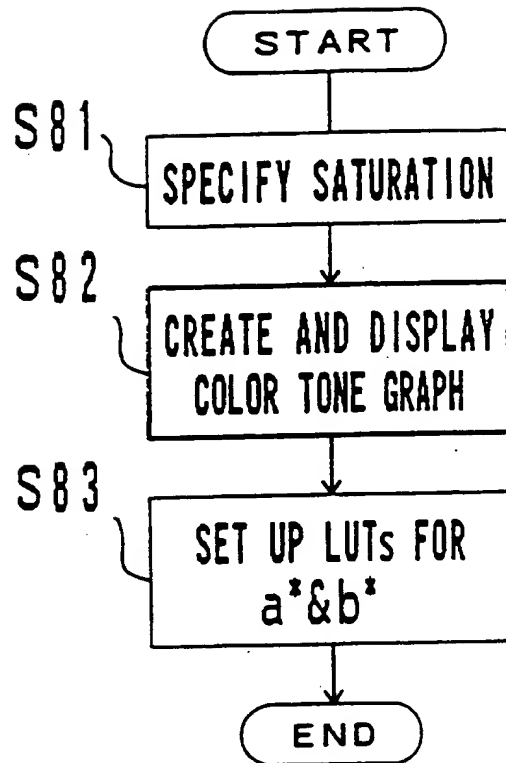 START
S81
SPECIFY SATURATION
S82
CREATE AND DISPLAY
COLOR TONE GRAPH
S83
SET UP LUTs FOR
a*&b*
END